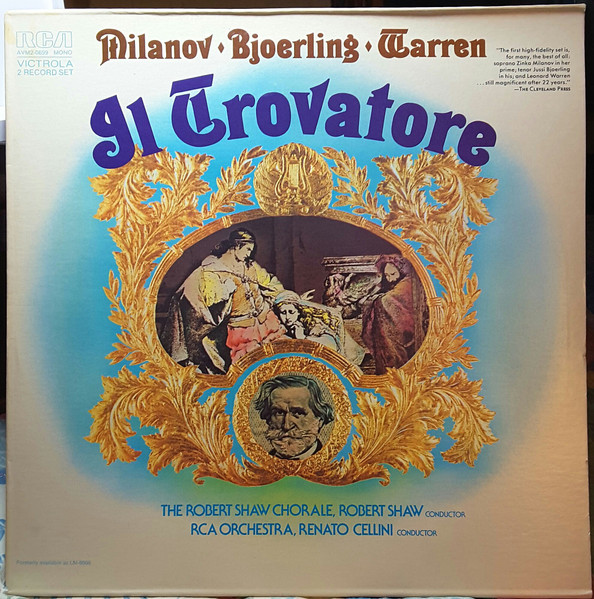 RCA
AVM2-0699 MONO
VICTROLA
2 RECORD SET
Milanov · Bjoerling · Warren
"The first high-fidelity set is,
for many, the best of all:
soprano Zinka Milanov in her
prime; tenor Jussi Bjoerling
in his; and Leonard Warren
...still magnificent after 22 years."
—THE CLEVELAND PRESS
Il Trovatore
THE ROBERT SHAW CHORALE, ROBERT SHAW CONDUCTOR
RCA ORCHESTRA, RENATO CELLINI CONDUCTOR
Formerly available as